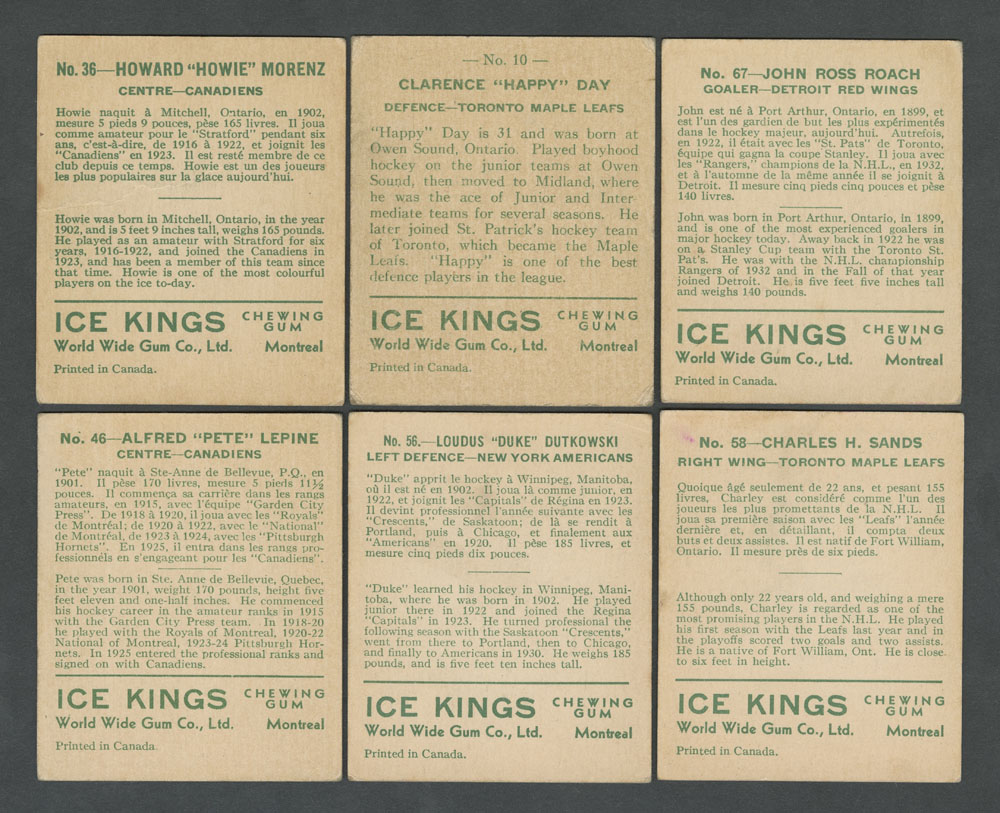 No. 36—HOWARD "HOWIE" MORENZ
CENTRE—CANADIENS
Howie naquit à Mitchell, Ontario, en 1902,
mesure 5 pieds 9 pouces, pèse 165 livres. Il joua
comme amateur pour le "Stratford" pendant six
ans, c'est-à-dire, de 1916 à 1922, et joignit les
"Canadiens" en 1923. Il est resté membre de ce
club depuis ce temps. Howie est un des joueurs
les plus populaires sur la glace aujourd'hui.
Howie was born in Mitchell, Ontario, in the year
1902, and is 5 feet 9 inches tall, weighs 165 pounds.
He played as an amateur with Stratford for six
years, 1916-1922, and joined the Canadiens in
1923, and has been a member of this team since
that time. Howie is one of the most colourful
players on the ice to-day.
ICE KINGS CHEWING GUM
World Wide Gum Co., Ltd. Montreal
Printed in Canada.
— No. 10 —
CLARENCE "HAPPY" DAY
DEFENCE—TORONTO MAPLE LEAFS
"Happy" Day is 31 and was born at
Owen Sound, Ontario. Played boyhood
hockey on the junior teams at Owen
Sound, then moved to Midland, where
he was the ace of Junior and Inter-
mediate teams for several seasons. He
later joined St. Patrick's hockey team
of Toronto, which became the Maple
Leafs. "Happy" is one of the best
defence players in the league.
ICE KINGS CHEWING GUM
World Wide Gum Co., Ltd. Montreal
Printed in Canada.
No. 67—JOHN ROSS ROACH
GOALER—DETROIT RED WINGS
John est né à Port Arthur, Ontario, en 1899, et
est l'un des gardien de but les plus expérimentés
dans le hockey majeur, aujourd'hui. Autrefois,
en 1922, il était avec les "St. Pats" de Toronto,
équipe qui gagna la coupe Stanley. Il joua avec
les "Rangers," champions de la N.H.L., en 1932,
et à l'automne de la même année il se joignit à
Detroit. Il mesure cinq pieds cinq pouces et pèse
140 livres.
John was born in Port Arthur, Ontario, in 1899,
and is one of the most experienced goalers in
major hockey today. Away back in 1922 he was
on a Stanley Cup team with the Toronto St.
Pat's. He was with the N.H.L. championship
Rangers of 1932 and in the Fall of that year
joined Detroit. He is five feet five inches tall
and weighs 140 pounds.
ICE KINGS CHEWING GUM
World Wide Gum Co., Ltd. Montreal
Printed in Canada.
No. 46—ALFRED "PETE" LEPINE
CENTRE—CANADIENS
"Pete" naquit à Ste-Anne de Bellevue, P.Q., en
1901. Il pèse 170 livres, mesure 5 pieds 11½
pouces. Il commença sa carrière dans les rangs
amateurs, en 1915, avec l'équipe "Garden City
Press". De 1918 à 1920, il joua avec les "Royals"
de Montréal; de 1920 à 1922, avec le "National"
de Montréal, de 1923 à 1924, avec les "Pittsburgh
Hornets". En 1925, il entra dans les rangs pro-
fessionnels en s'engageant pour les "Canadiens".
Pete was born in Ste. Anne de Bellevue, Quebec,
in the year 1901, weight 170 pounds, height five
feet eleven and one-half inches. He commenced
his hockey career in the amateur ranks in 1915
with the Garden City Press team. In 1918-20
he played with the Royals of Montreal, 1920-22
National of Montreal, 1923-24 Pittsburgh Hor-
nets. In 1925 entered the professional ranks and
signed on with Canadiens.
ICE KINGS CHEWING GUM
World Wide Gum Co., Ltd. Montreal
Printed in Canada.
No. 56.—LOUDUS "DUKE" DUTKOWSKI
LEFT DEFENCE—NEW YORK AMERICANS
"Duke" apprit le hockey à Winnipeg, Manitoba,
où il est né en 1902. Il joua là comme junior, en
1922, et joignit les "Capitals" de Régina en 1923.
Il devint professionnel l'année suivante avec les
"Crescents," de Saskatoon; de là se rendit à
Portland, puis à Chicago, et finalement aux
"Americans" en 1920. Il pèse 185 livres, et
mesure cinq pieds dix pouces.
"Duke" learned his hockey in Winnipeg, Mani-
toba, where he was born in 1902. He played
junior there in 1922 and joined the Regina
"Capitals" in 1923. He turned professional the
following season with the Saskatoon "Crescents,"
went from there to Portland, then to Chicago,
and finally to Americans in 1930. He weighs 185
pounds, and is five feet ten inches tall.
ICE KINGS CHEWING GUM
World Wide Gum Co., Ltd. Montreal
Printed in Canada.
No. 58—CHARLES H. SANDS
RIGHT WING—TORONTO MAPLE LEAFS
Quoique âgé seulement de 22 ans, et pesant 155
livres, Charley est considéré comme l'un des
joueurs les plus promettants de la N.H.L. Il
joua sa première saison avec les "Leafs" l'année
dernière et, en détaillant, il compta deux
buts et deux assistes. Il est natif de Fort William,
Ontario. Il mesure près de six pieds.
Although only 22 years old, and weighing a mere
155 pounds, Charley is regarded as one of the
most promising players in the N.H.L. He played
his first season with the Leafs last year and in
the playoffs scored two goals and two assists.
He is a native of Fort William, Ont. He is close
to six feet in height.
ICE KINGS CHEWING GUM
World Wide Gum Co., Ltd. Montreal
Printed in Canada.